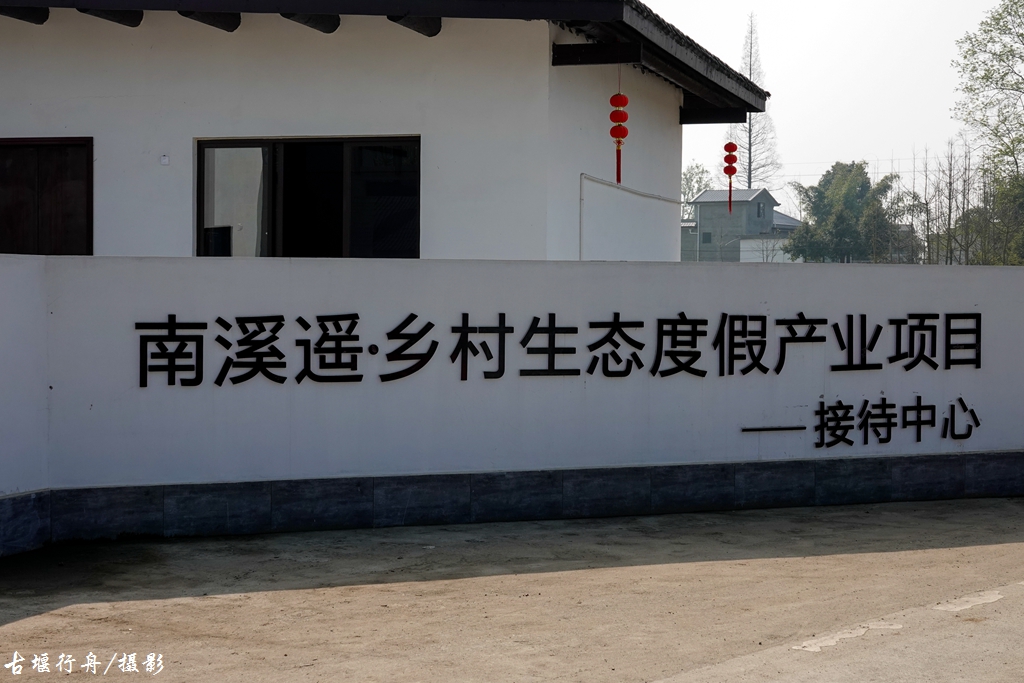 南溪遥·乡村生态度假产业项目
——接待中心
古堰行舟/摄影